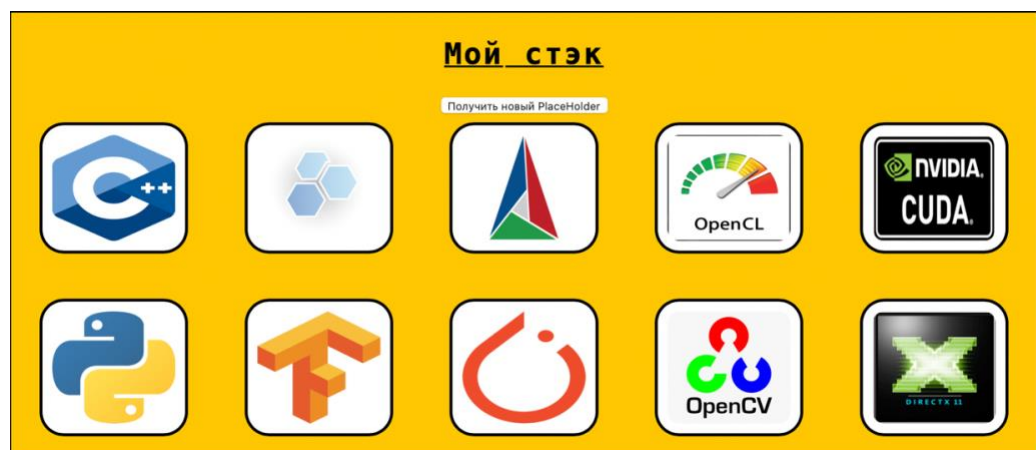 Мой стэк
Получить новый PlaceHolder
C++
OpenCL
NVIDIA.
CUDA.
OpenCV
DIRECTX 11